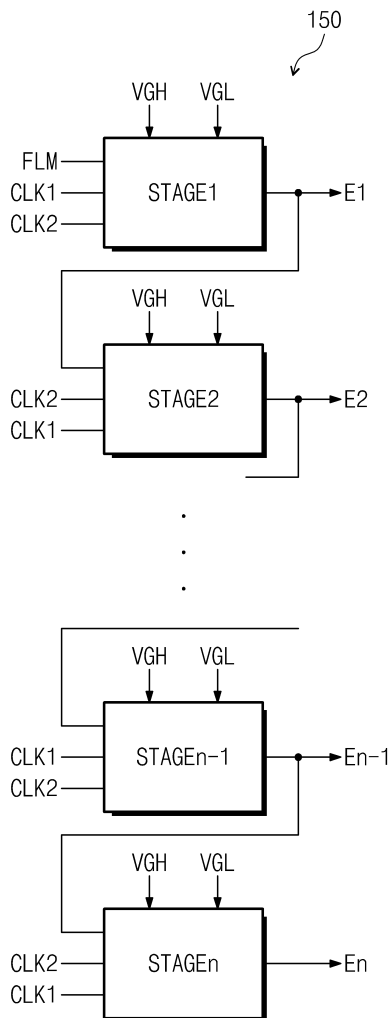 150
VGH VGL
FLM
CLK1 STAGE1 E1
CLK2
VGH VGL
CLK2 STAGE2 E2
CLK1
VGH VGL
CLK1 STAGEn-1 En-1
CLK2
VGH VGL
CLK2 STAGEn En
CLK1